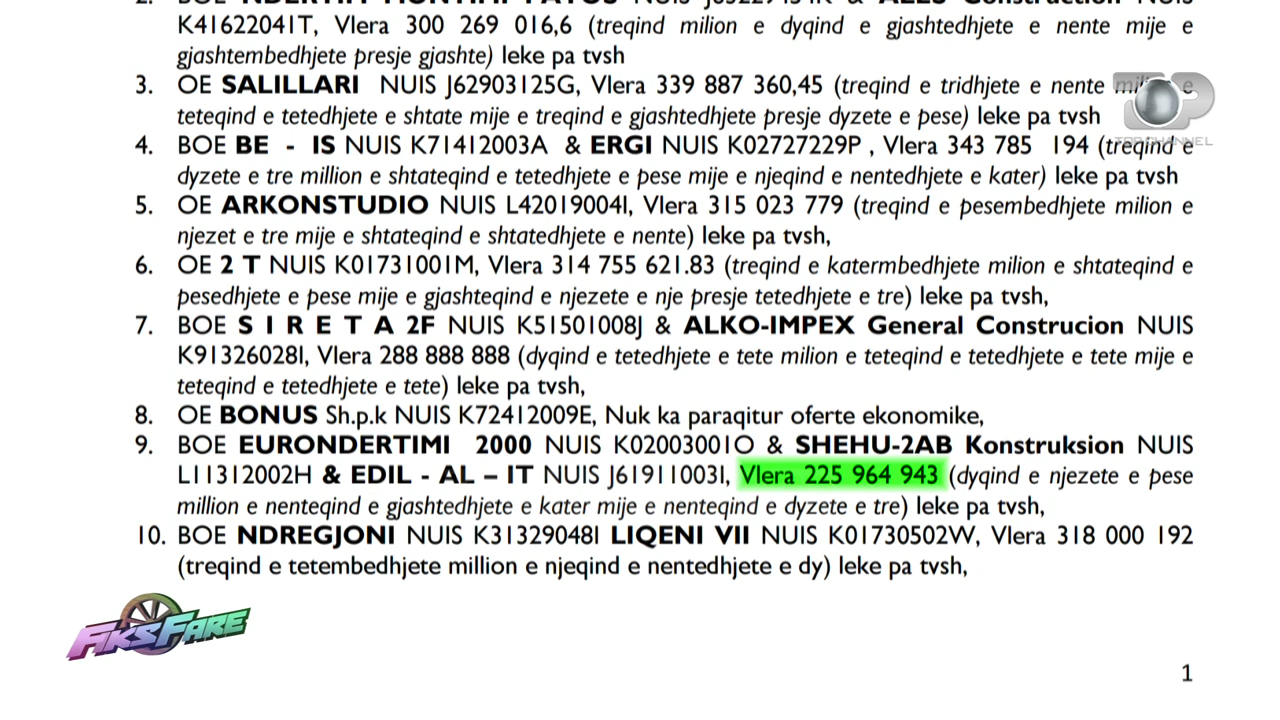 K41622041T, Vlera 300 269 016,6 (treqind milion e dyqind e gjashtedhjete e nente mije e
gjashtembedhjete presje gjashte) leke pa tvsh
3. OE SALILLARI NUIS J62903125G, Vlera 339 887 360,45 (treqind e tridhjete e nente
teteqind e tetedhjete e shtate mije e treqind e gjashtedhjete presje dyzete e pese) leke pa tvsh
4. BOE BE - IS NUIS K71412003A & ERGI NUIS K02727229P , Vlera 343 785 194 (treqind e
dyzete e tre million e shtateqind e tetedhjete e pese mije e njeqind e nentedhjete e kater) leke pa tvsh
5. OE ARKONSTUDIO NUIS L42019004I, Vlera 315 023 779 (treqind e pesembedhjete milion e
njezet e tre mije e shtateqind e shtatedhjete e nente) leke pa tvsh,
6. OE 2 T NUIS K01731001M, Vlera 314 755 621.83 (treqind e katermbedhjete milion e shtateqind e
pesedhjete e pese mije e gjashteqind e njezete e nje presje tetedhjete e tre) leke pa tvsh,
7. BOE S I R E T A 2F NUIS K51501008J & ALKO-IMPEX General Construcion NUIS
K91326028I, Vlera 288 888 888 (dyqind e tetedhjete e tete milion e teteqind e tetedhjete e tete mije e
teteqind e tetedhjete e tete) leke pa tvsh,
8. OE BONUS Sh.p.k NUIS K72412009E, Nuk ka paraqitur oferte ekonomike,
9. BOE EURONDERTIMI 2000 NUIS K02003001O & SHEHU-2AB Konstruksion NUIS
L11312002H & EDIL - AL – IT NUIS J61911003I, Vlera 225 964 943 (dyqind e njezete e pese
million e nenteqind e gjashtedhjete e kater mije e nenteqind e dyzete e tre) leke pa tvsh,
10. BOE NDREGJONI NUIS K31329048I LIQENI VII NUIS K01730502W, Vlera 318 000 192
(treqind e tetembedhjete million e njeqind e nentedhjete e dy) leke pa tvsh,
FIKSFARE
1
TOP CHANNEL